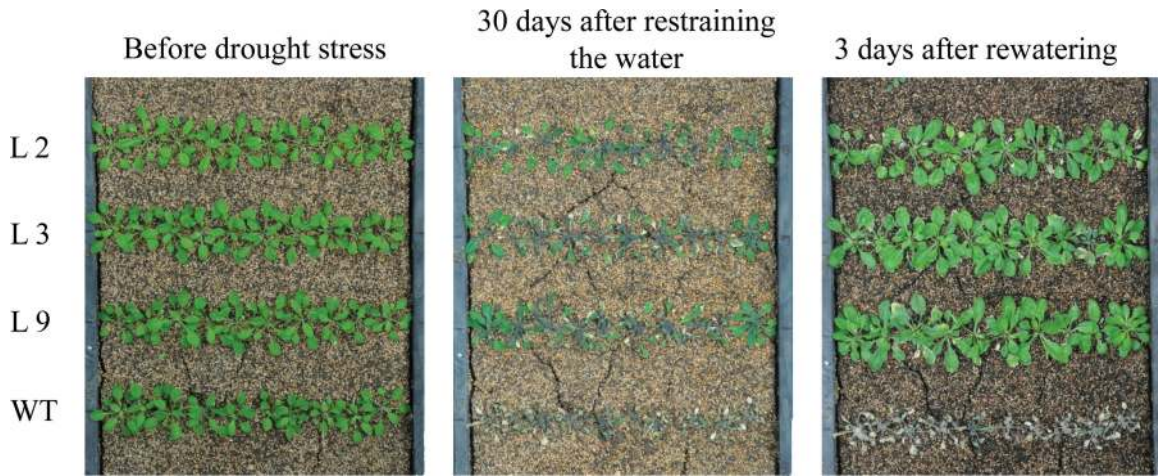 Before drought stress
30 days after restraining
the water
3 days after rewatering
L 2
L 3
L 9
WT